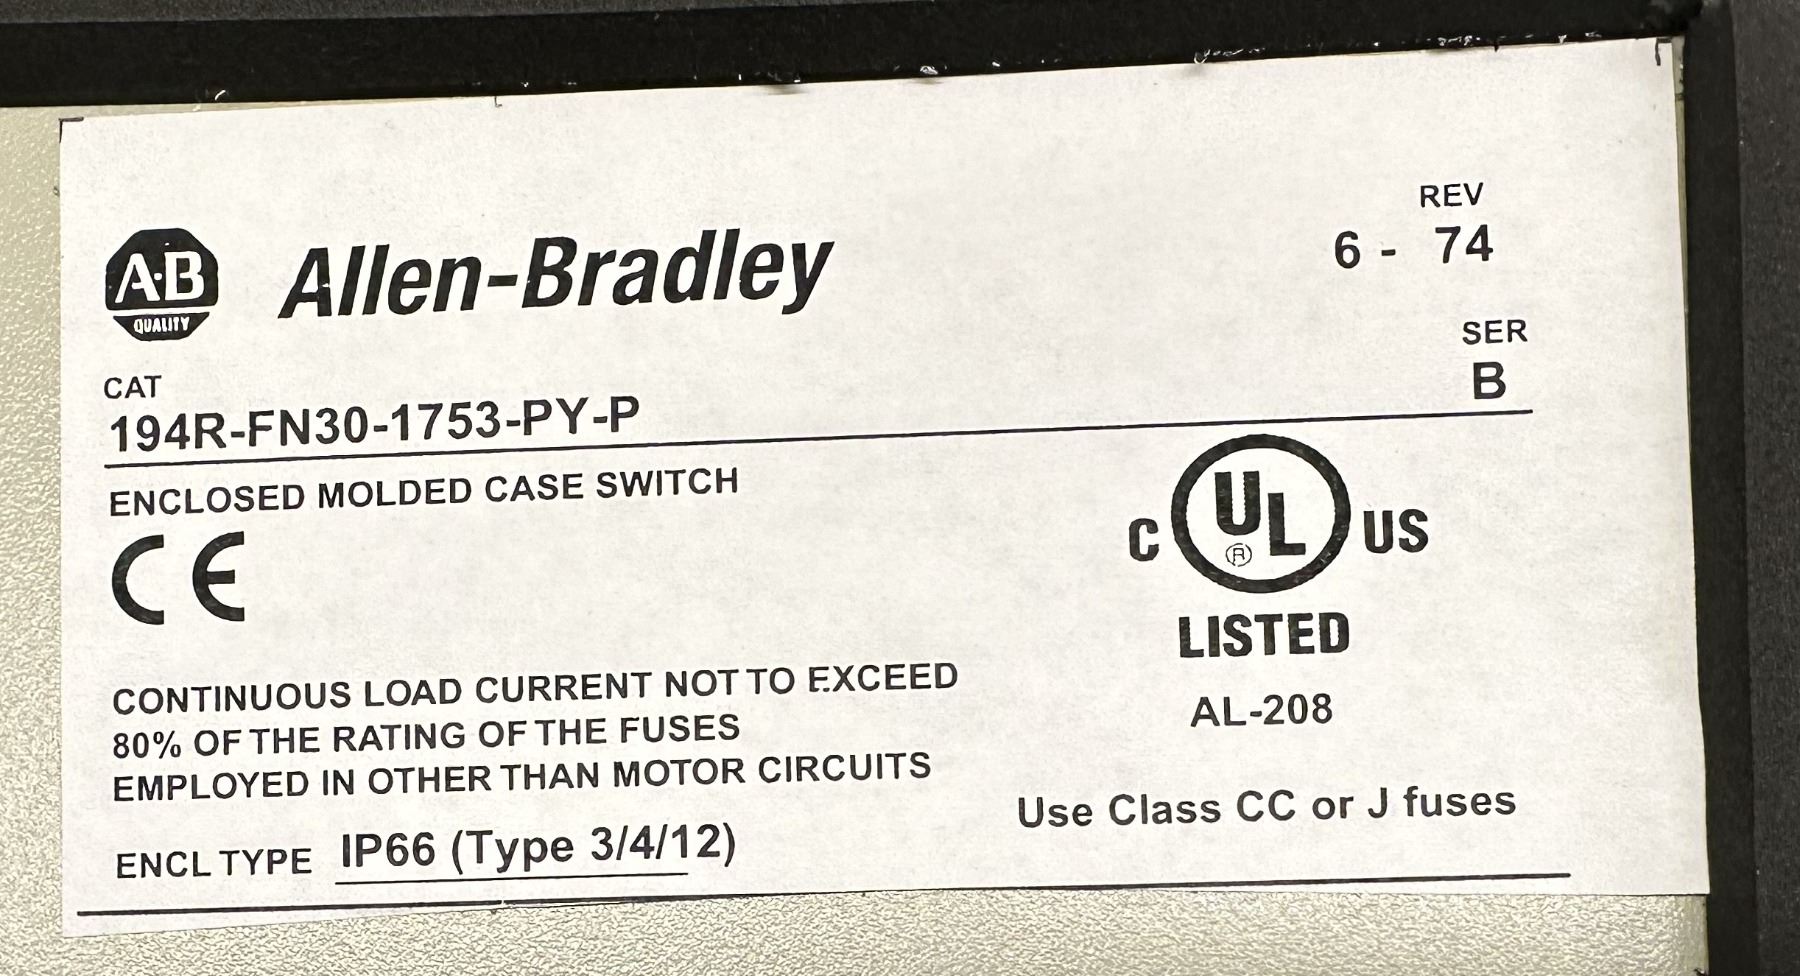 REV
A·B
QUALITY
Allen-Bradley
6 - 74
SER
B
CAT
194R-FN30-1753-PY-P
ENCLOSED MOLDED CASE SWITCH
CE
C UL® US
LISTED
AL-208
CONTINUOUS LOAD CURRENT NOT TO EXCEED
80% OF THE RATING OF THE FUSES
EMPLOYED IN OTHER THAN MOTOR CIRCUITS
Use Class CC or J fuses
ENCL TYPE IP66 (Type 3/4/12)